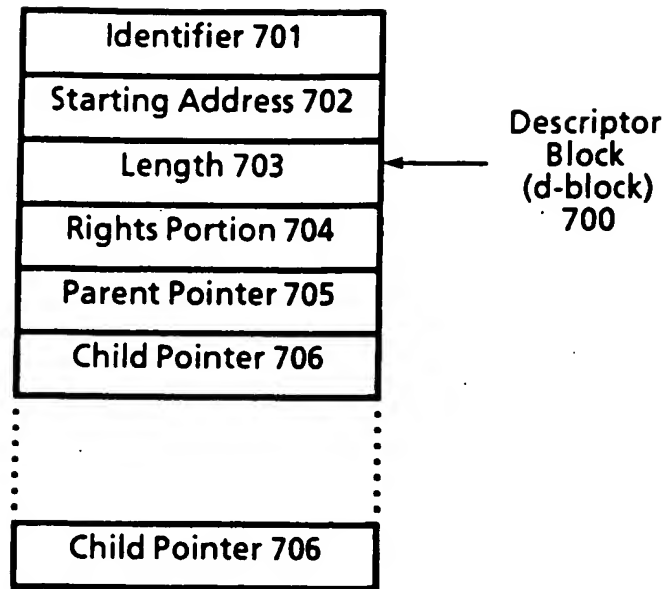 Identifier 701
Starting Address 702
Length 703
Rights Portion 704
Parent Pointer 705
Child Pointer 706
Child Pointer 706
Descriptor
Block
(d-block)
700